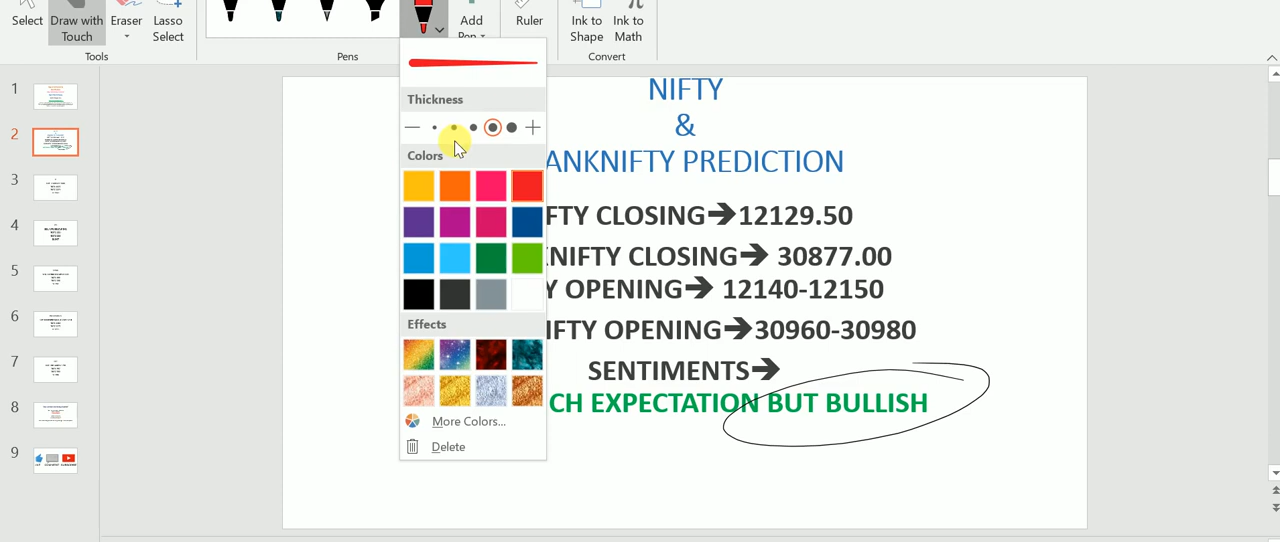 Select
Draw with
Touch
Eraser
Lasso
Select
Add
Pen
Ruler
Ink to
Shape
Ink to
Math
Tools
Pens
Convert
Thickness
Colors
Effects
More Colors...
Delete
1
2
3
4
5
6
7
8
9
NIFTY
&
ANKNIFTY PREDICTION
FTY CLOSING➔12129.50
KNIFTY CLOSING➔ 30877.00
Y OPENING➔ 12140-12150
IFTY OPENING➔30960-30980
SENTIMENTS➔
CH EXPECTATION BUT BULLISH